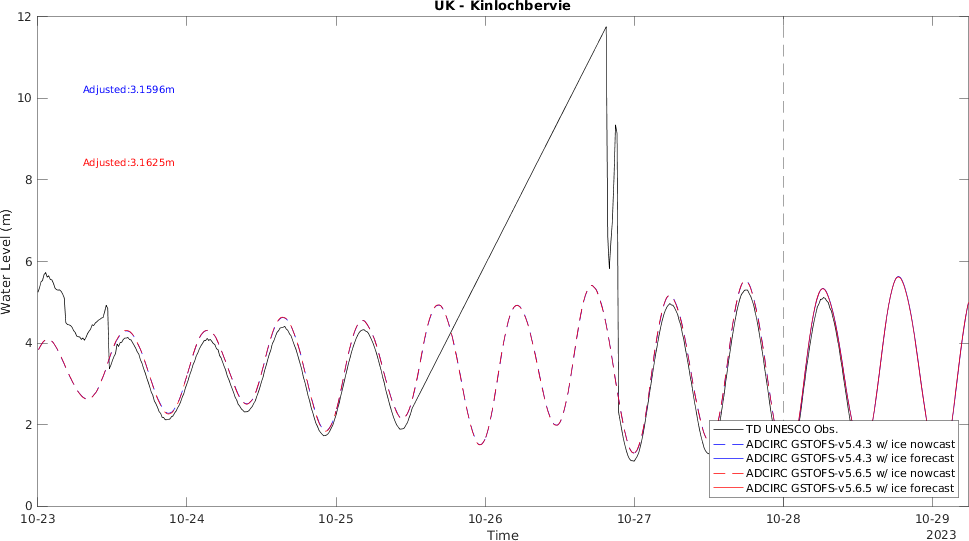 UK - Kinlochbervie
12
10
8
6
4
2
0
Water Level (m)
Adjusted:3.1596m
Adjusted:3.1625m
TD UNESCO Obs.
ADCIRC GSTOFS-v5.4.3 w/ ice nowcast
ADCIRC GSTOFS-v5.4.3 w/ ice forecast
ADCIRC GSTOFS-v5.6.5 w/ ice nowcast
ADCIRC GSTOFS-v5.6.5 w/ ice forecast
10-23 10-24 10-25 10-26 10-27 10-28 10-29
Time
2023